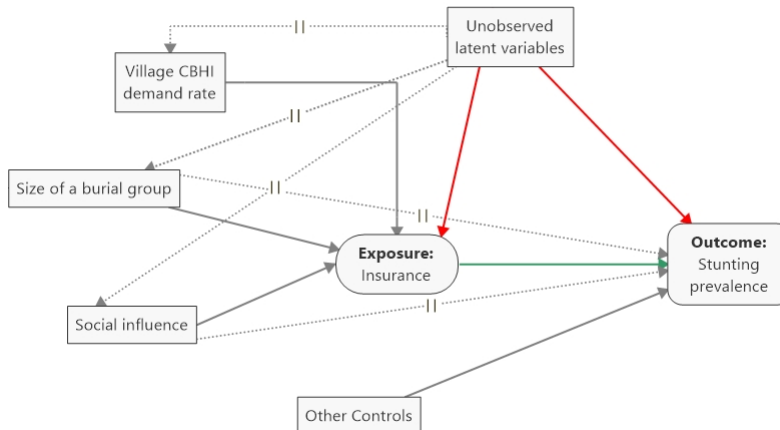 Unobserved
latent variables
||
Village CBHI
demand rate
||
||
Size of a burial group
||
Exposure:
Insurance
Outcome:
Stunting
prevalence
||
Social influence
Other Controls